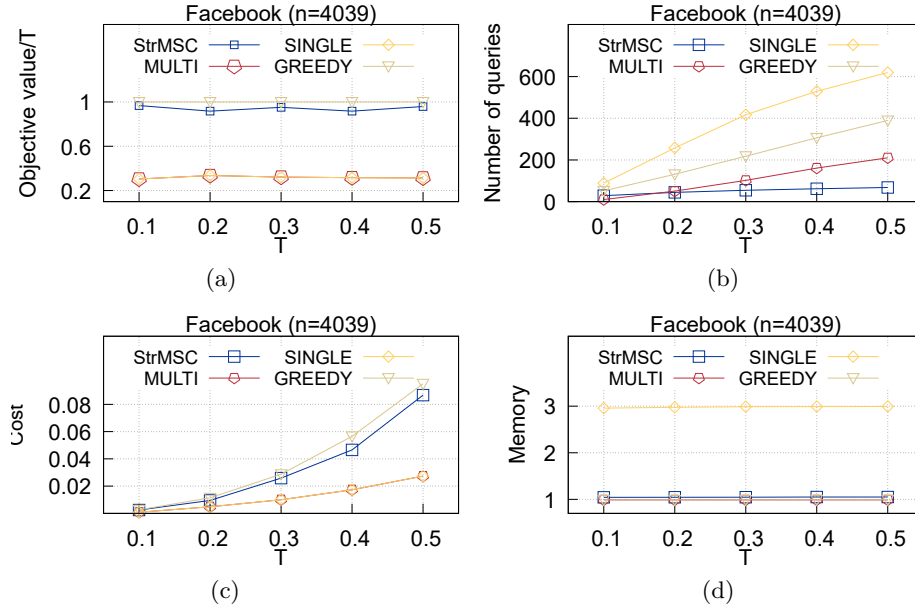 Facebook (n=4039)
StrMSC SINGLE
MULTI GREEDY
Objective value/T
1
0.6
0.2
0.1 0.2 0.3 0.4 0.5
T
(a)
Facebook (n=4039)
StrMSC SINGLE
MULTI GREEDY
Number of queries
600
400
200
0
0.1 0.2 0.3 0.4 0.5
T
(b)
Facebook (n=4039)
StrMSC SINGLE
MULTI GREEDY
Cost
0.08
0.06
0.04
0.02
0.1 0.2 0.3 0.4 0.5
T
(c)
Facebook (n=4039)
StrMSC SINGLE
MULTI GREEDY
Memory
3
2
1
0.1 0.2 0.3 0.4 0.5
T
(d)